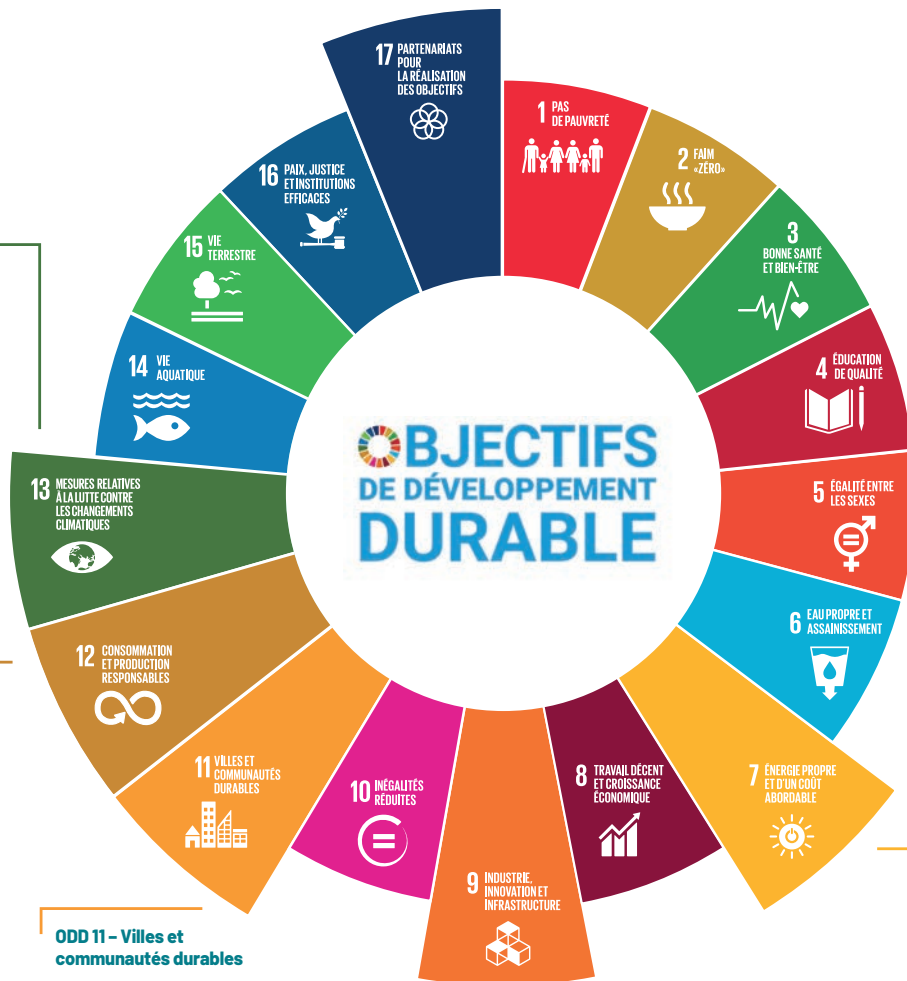 17 PARTENARIATS
POUR
LA RÉALISATION
DES OBJECTIFS
1 PAS
DE PAUVRETÉ
2 FAIM
«ZÉRO»
3
BONNE SANTÉ
ET BIEN-ÊTRE
4 ÉDUCATION
DE QUALITÉ
5 ÉGALITÉ ENTRE
LES SEXES
6 EAU PROPRE ET
ASSAINISSEMENT
7 ÉNERGIE PROPRE
ET D'UN COÛT
ABORDABLE
8 TRAVAIL DÉCENT
ET CROISSANCE
ÉCONOMIQUE
9 INDUSTRIE,
INNOVATION ET
INFRASTRUCTURE
10 INÉGALITÉS
RÉDUITES
11 VILLES ET
COMMUNAUTÉS
DURABLES
12 CONSOMMATION
ET PRODUCTION
RESPONSABLES
13 MESURES RELATIVES
À LA LUTTE CONTRE
LES CHANGEMENTS
CLIMATIQUES
14 VIE
AQUATIQUE
15 VIE
TERRESTRE
16 PAIX, JUSTICE
ET INSTITUTIONS
EFFICACES
OBJECTIFS
DE DÉVELOPPEMENT
DURABLE
ODD 11 – Villes et
communautés durables